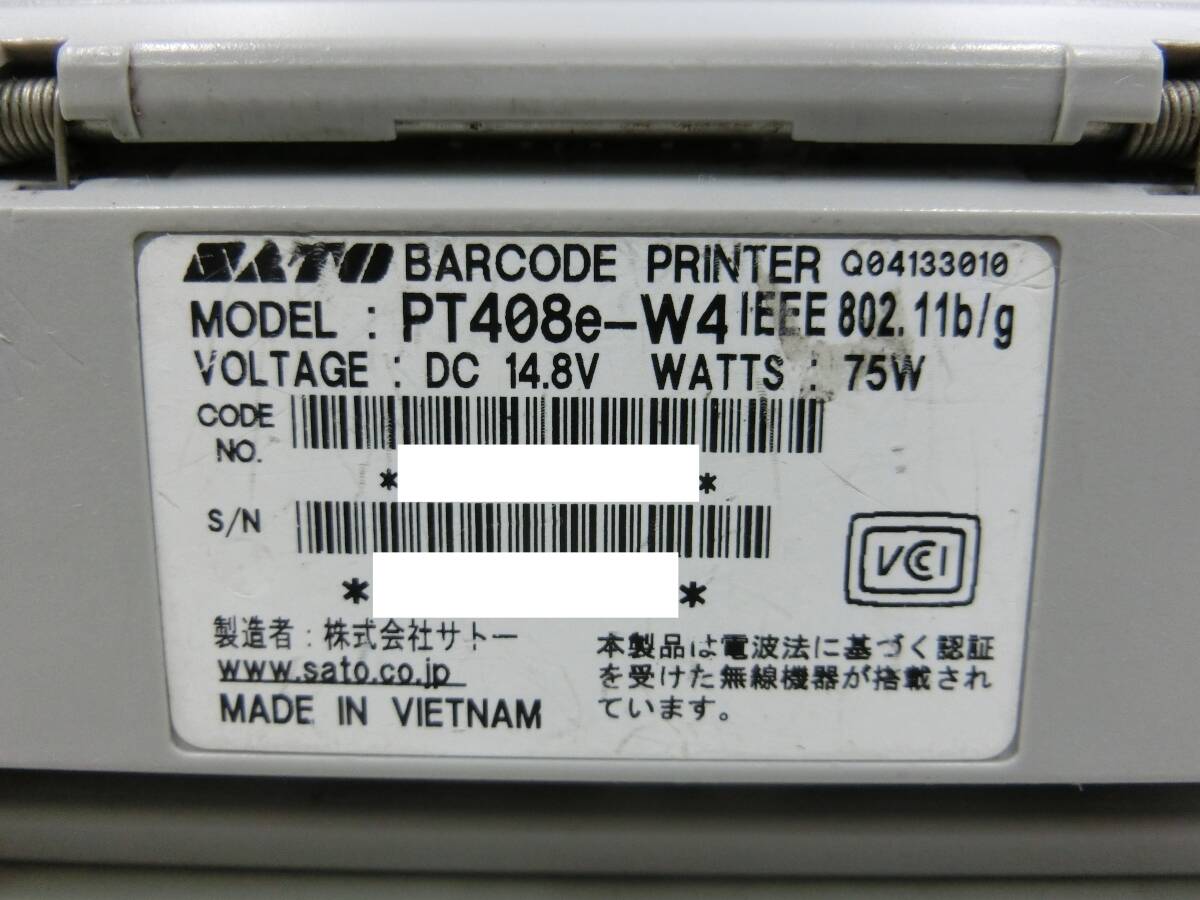 SATO BARCODE PRINTER Q04133010
MODEL : PT408e-W4 IEEE 802.11b/g
VOLTAGE : DC 14.8V WATTS : 75W
CODE NO.
* *
S/N
* *
VCCI
製造者:株式会社サトー
www.sato.co.jp
MADE IN VIETNAM
本製品は電波法に基づく認証
を受けた無線機器が搭載され
ています。